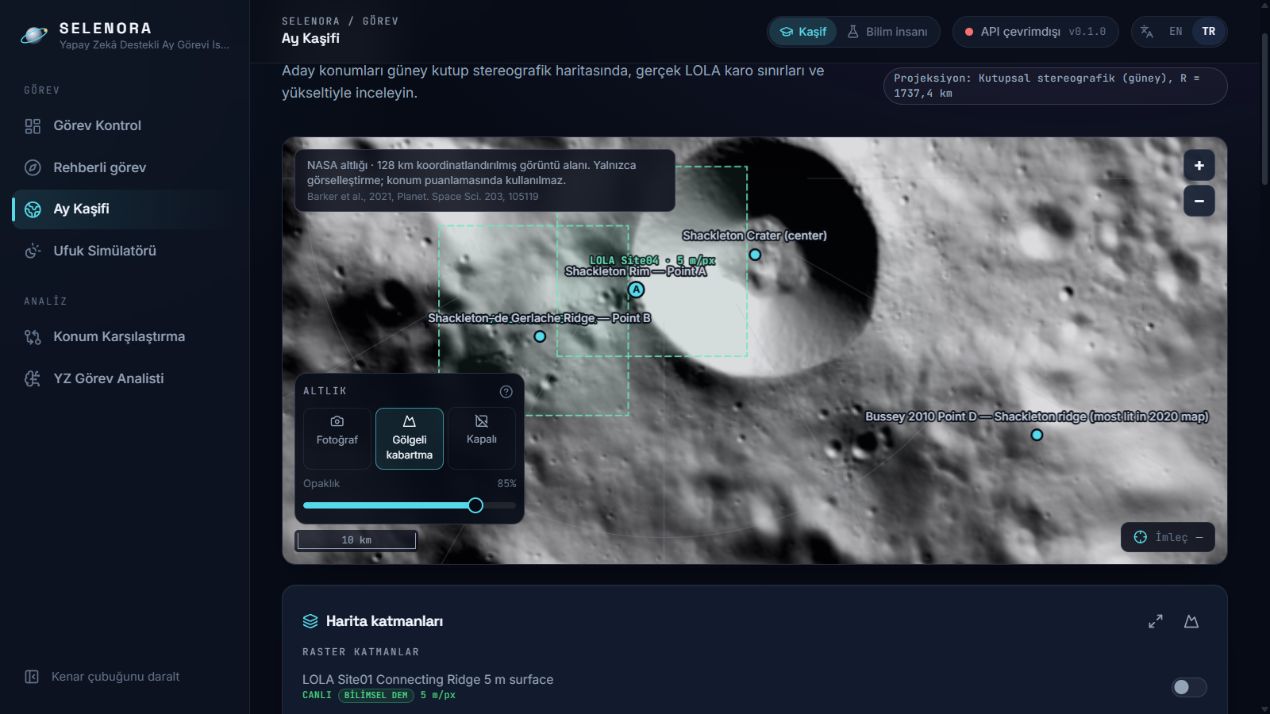 SELENORA
Yapay Zekâ Destekli Ay Görevi Is...
GÖREV
Görev Kontrol
Rehberli görev
Ay Kaşifi
Ufuk Simülatörü
ANALİZ
Konum Karşılaştırma
YZ Görev Analisti
Kenar çubuğunu daralt
SELENORA / GÖREV
Ay Kaşifi
Kaşif
Bilim insanı
API çevrimdışı v0.1.0
EN
TR
Aday konumları güney kutup stereografik haritasında, gerçek LOLA karo sınırları ve
yükseltiyle inceleyin.
Projeksiyon: Kutupsal stereografik (güney), R =
1737,4 km
NASA altlığı · 128 km koordinatlandırılmış görüntü alanı. Yalnızca
görselleştirme; konum puanlamasında kullanılmaz.
Barker et al., 2021, Planet. Space Sci. 203, 105119
+
−
Shackleton Crater (center)
LOLA Site04 · 5 m/px
Shackleton Rim — Point A
A
Shackleton–de Gerlache Ridge — Point B
Bussey 2010 Point D — Shackleton ridge (most lit in 2020 map)
ALTLIK
Fotoğraf
Gölgeli
kabartma
Kapalı
Opaklık
85%
10 km
İmleç —
Harita katmanları
RASTER KATMANLAR
LOLA Site01 Connecting Ridge 5 m surface
CANLI BİLİMSEL DEM 5 m/px